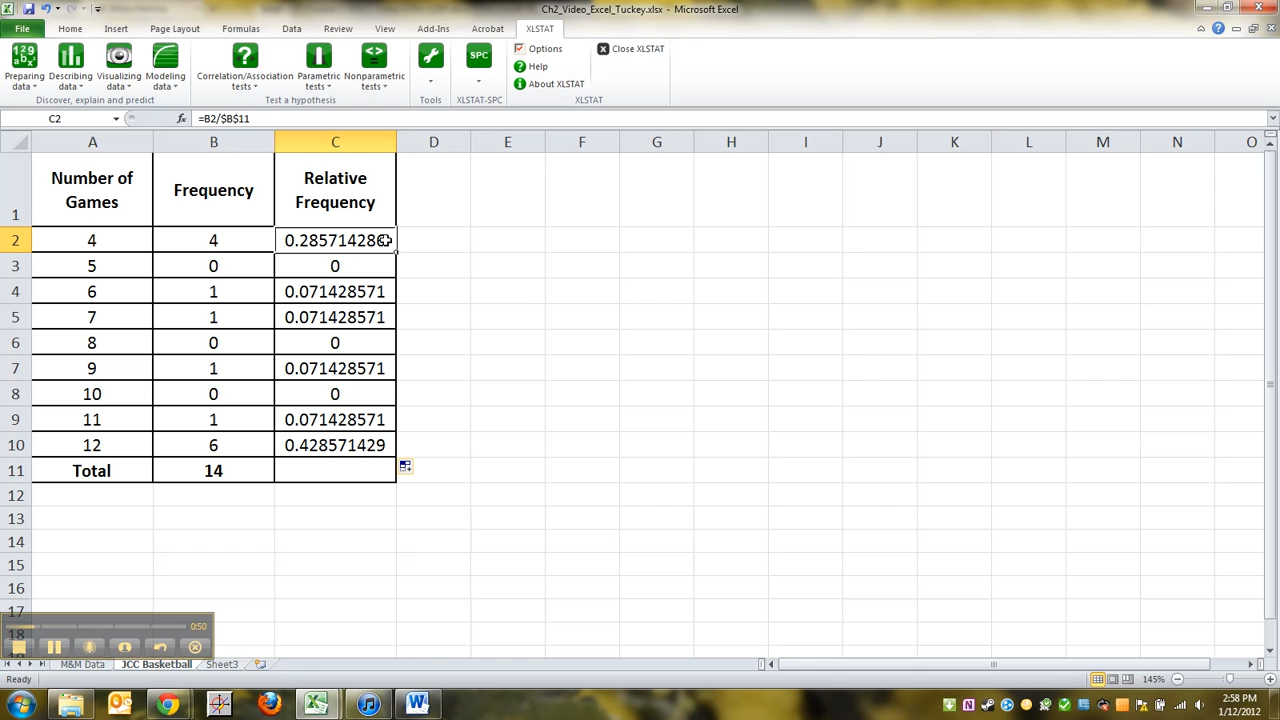 Ch2_Video_Excel_Tuckey.xlsx - Microsoft Excel
File Home Insert Page Layout Formulas Data Review View Add-Ins Acrobat XLSTAT
Preparing data Describing data Visualizing data Modeling data Correlation/Association tests Parametric tests Nonparametric tests Tools SPC XLSTAT-SPC Options Close XLSTAT
Help
About XLSTAT
Discover, explain and predict Test a hypothesis Tools XLSTAT-SPC XLSTAT
C2 fx =B2/$B$11
A B C D E F G H I J K L M N O
1 Number of Games Frequency Relative Frequency
2 4 4 0.285714286
3 5 0 0
4 6 1 0.071428571
5 7 1 0.071428571
6 8 0 0
7 9 1 0.071428571
8 10 0 0
9 11 1 0.071428571
10 12 6 0.428571429
11 Total 14
12
13
14
15
16
17
18
0:50
M&M Data JCC Basketball Sheet3
Ready 145%
2:58 PM
1/12/2012